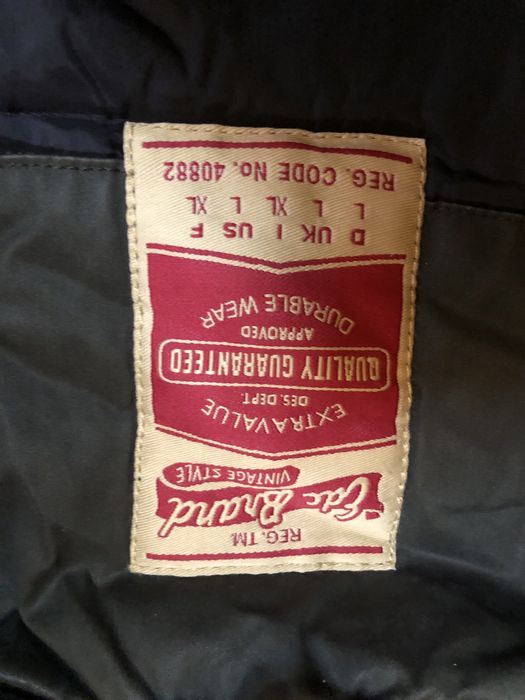 REG. TM.
edc Brand
VINTAGE STYLE
EXTRAVALUE
DES. DEPT.
QUALITY GUARANTEED
APPROVED
DURABLE WEAR
D UK I US F
L L XL L XL
REG. CODE No. 40882